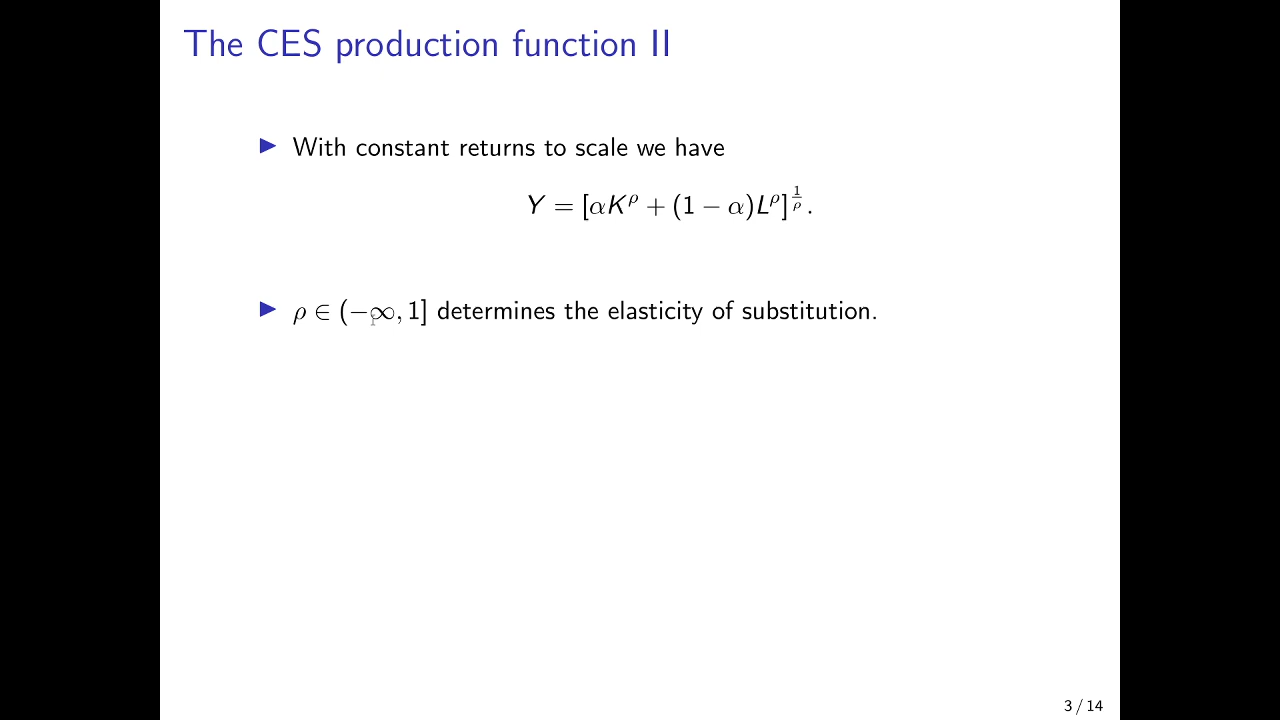 The CES production function II
▶ With constant returns to scale we have
Y = [αK^ρ + (1 − α)L^ρ]^{1/ρ}.
▶ ρ ∈ (−∞, 1] determines the elasticity of substitution.
3 / 14